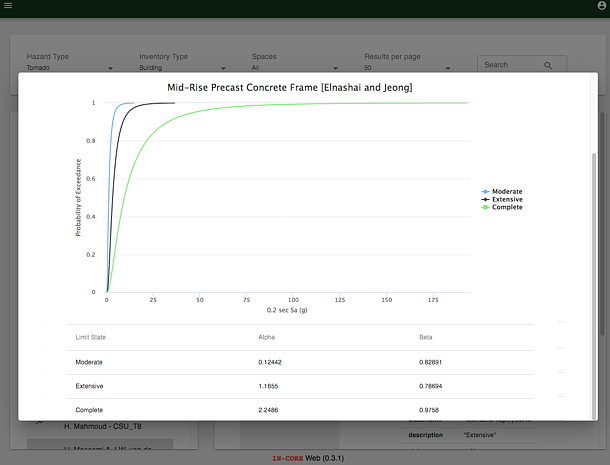 Hazard Type Inventory Type Spaces Results per page
Tornado Building All 50 Search
Mid-Rise Precast Concrete Frame [Elnashai and Jeong]
1
0.8
0.6
0.4
0.2
0
Probability of Exceedance
0 25 50 75 100 125 150 175
0.2 sec Sa (g)
Moderate
Extensive
Complete
Limit State Alpha Beta
Moderate 0.12442 0.82891
Extensive 1.1655 0.78694
Complete 2.2486 0.9758
H. Mahmoud - CSU_T8
description "Extensive"
IN-CORE Web (0.3.1)